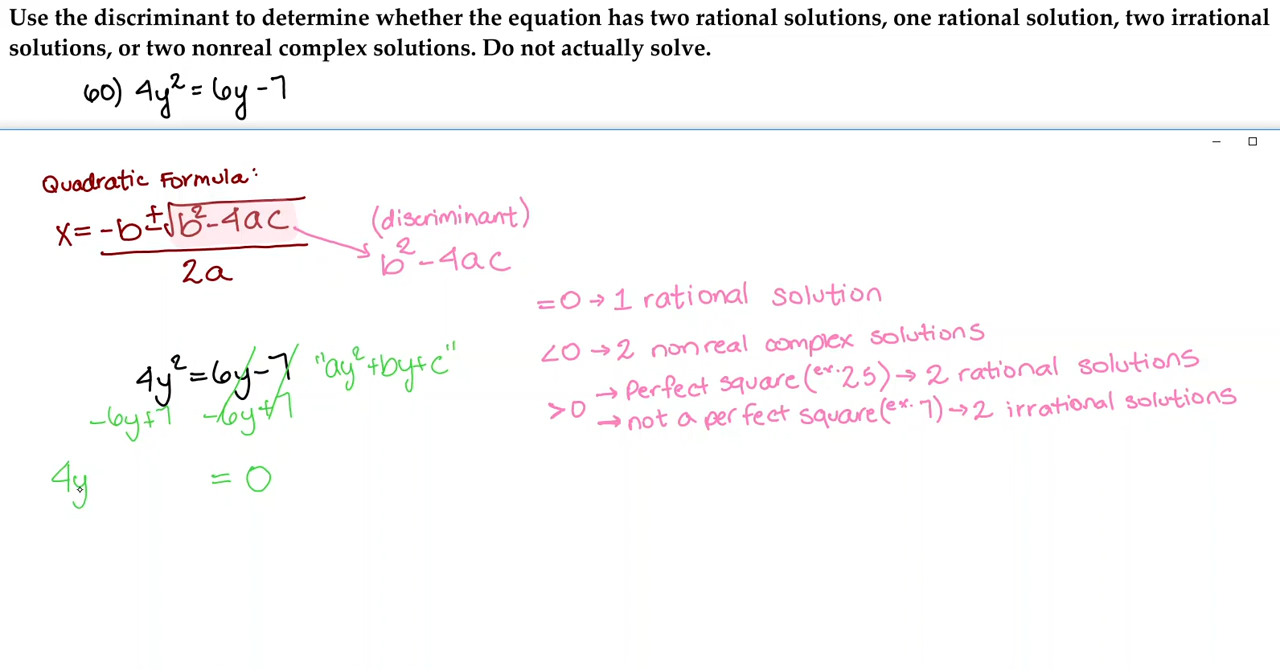 Use the discriminant to determine whether the equation has two rational solutions, one rational solution, two irrational
solutions, or two nonreal complex solutions. Do not actually solve.
60) 4y² = 6y - 7
Quadratic Formula:
x = -b ± √b² - 4ac
2a
(discriminant)
b² - 4ac
= 0 → 1 rational solution
< 0 → 2 nonreal complex solutions
> 0 → Perfect square (ex. 25) → 2 rational solutions
→ not a perfect square (ex. 7) → 2 irrational solutions
4y² = 6y - 7 "ay² + by + c"
-6y + 7 -6y + 7
4y = 0